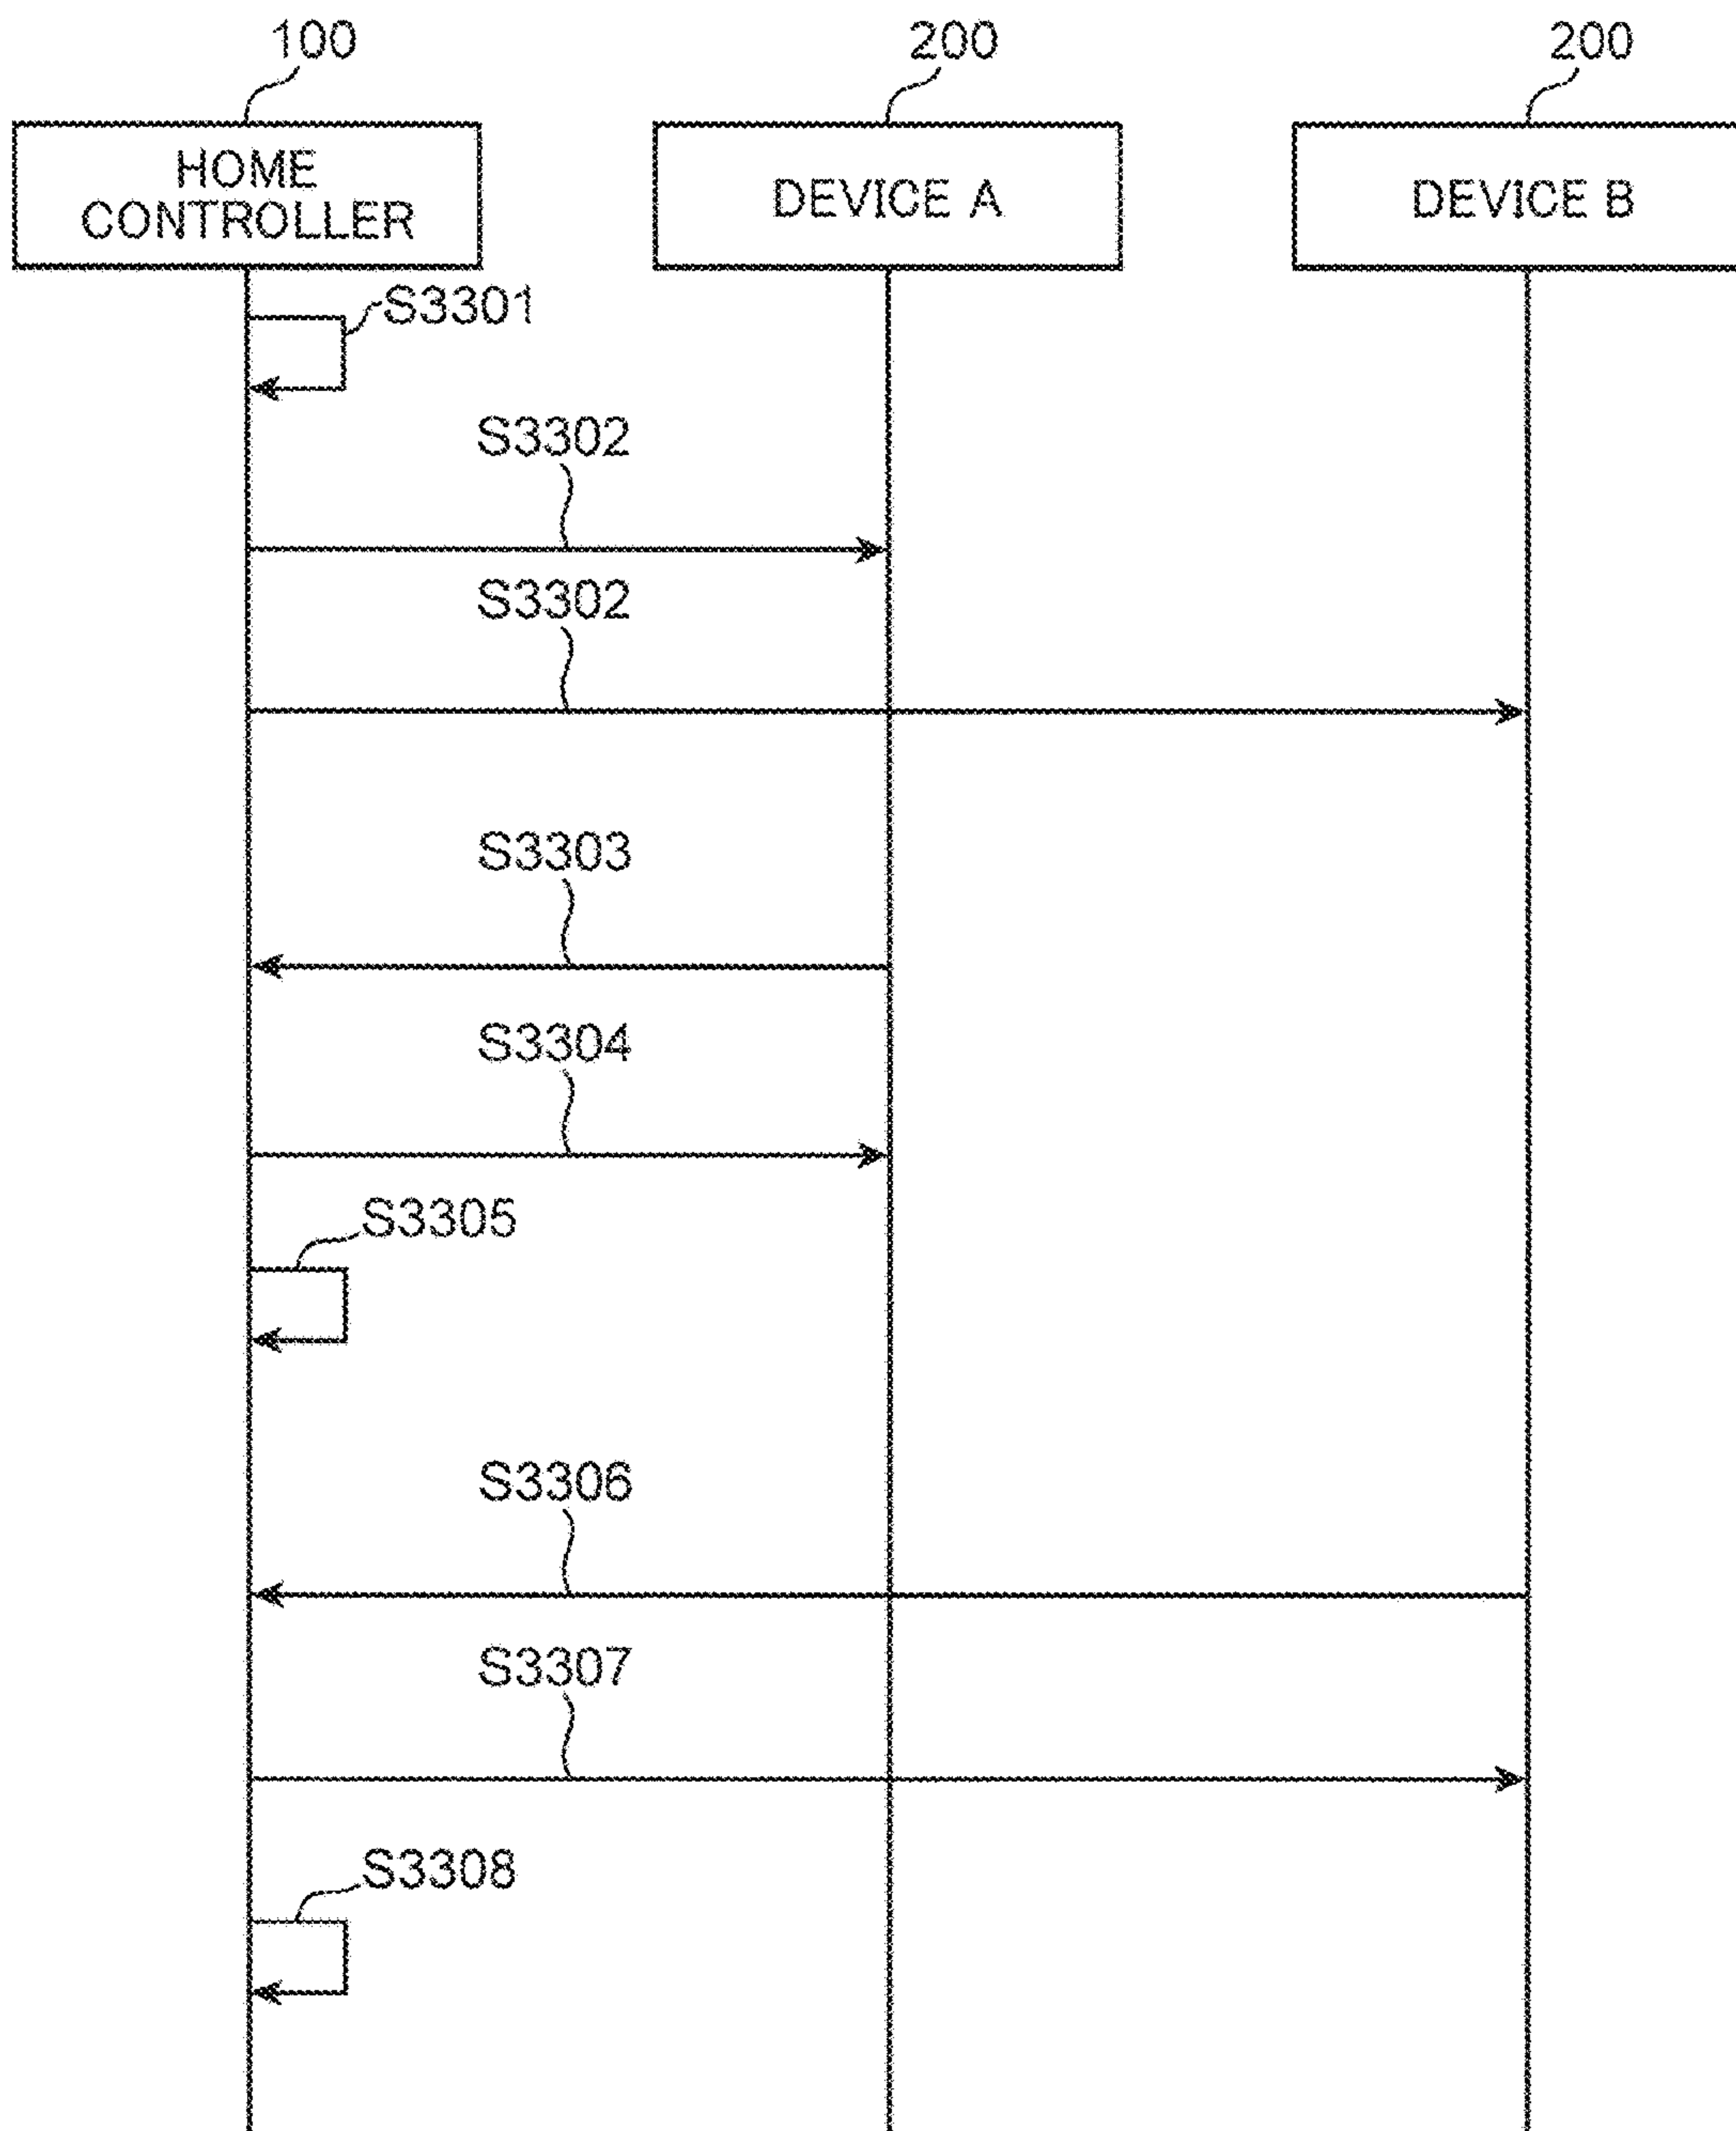 100
200
200
HOME
CONTROLLER
DEVICE A
DEVICE B
S3301
S3302
S3302
S3303
S3304
S3305
S3306
S3307
S3308